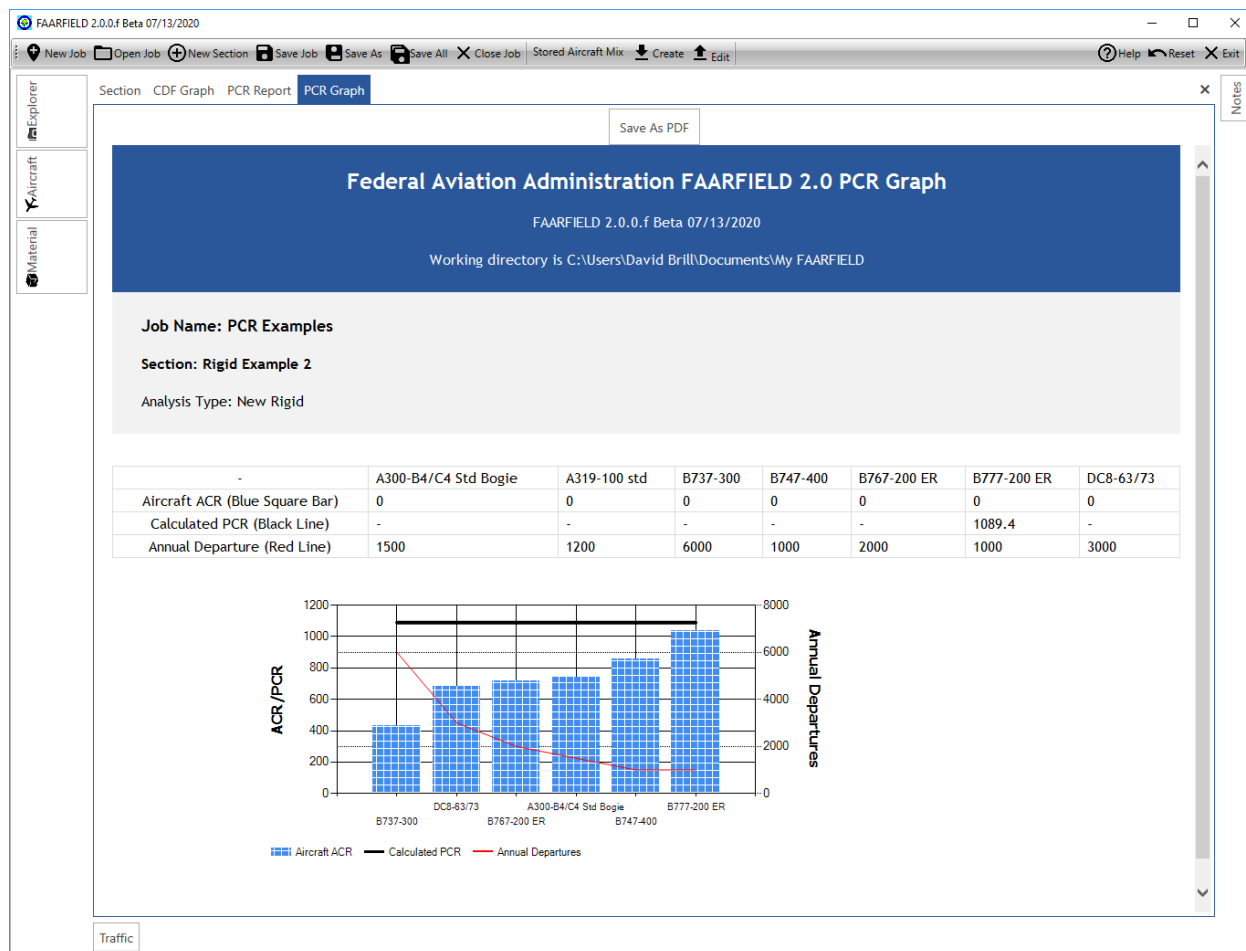 FAARFIELD 2.0.0.f Beta 07/13/2020
New Job Open Job New Section Save Job Save As Save All Close Job Stored Aircraft Mix Create Edit Help Reset Exit
Explorer
Aircraft
Material
Section CDF Graph PCR Report PCR Graph
Notes
Save As PDF
Federal Aviation Administration FAARFIELD 2.0 PCR Graph
FAARFIELD 2.0.0.f Beta 07/13/2020
Working directory is C:\Users\David Brill\Documents\My FAARFIELD
Job Name: PCR Examples
Section: Rigid Example 2
Analysis Type: New Rigid
- A300-B4/C4 Std Bogie A319-100 std B737-300 B747-400 B767-200 ER B777-200 ER DC8-63/73
Aircraft ACR (Blue Square Bar) 0 0 0 0 0 0 0
Calculated PCR (Black Line) - - - - - 1089.4 -
Annual Departure (Red Line) 1500 1200 6000 1000 2000 1000 3000
ACR/PCR
1200
1000
800
600
400
200
0
8000
6000
4000
2000
0
Annual Departures
DC8-63/73 A300-B4/C4 Std Bogie B777-200 ER
B737-300 B767-200 ER B747-400
Aircraft ACR Calculated PCR Annual Departures
Traffic